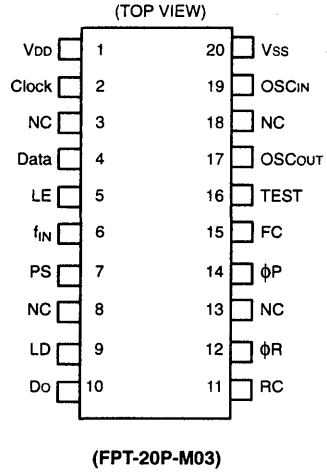 (TOP VIEW)
VDD 1 20 VSS
Clock 2 19 OSCIN
NC 3 18 NC
Data 4 17 OSCOUT
LE 5 16 TEST
fIN 6 15 FC
PS 7 14 ϕP
NC 8 13 NC
LD 9 12 ϕR
DO 10 11 RC
(FPT-20P-M03)